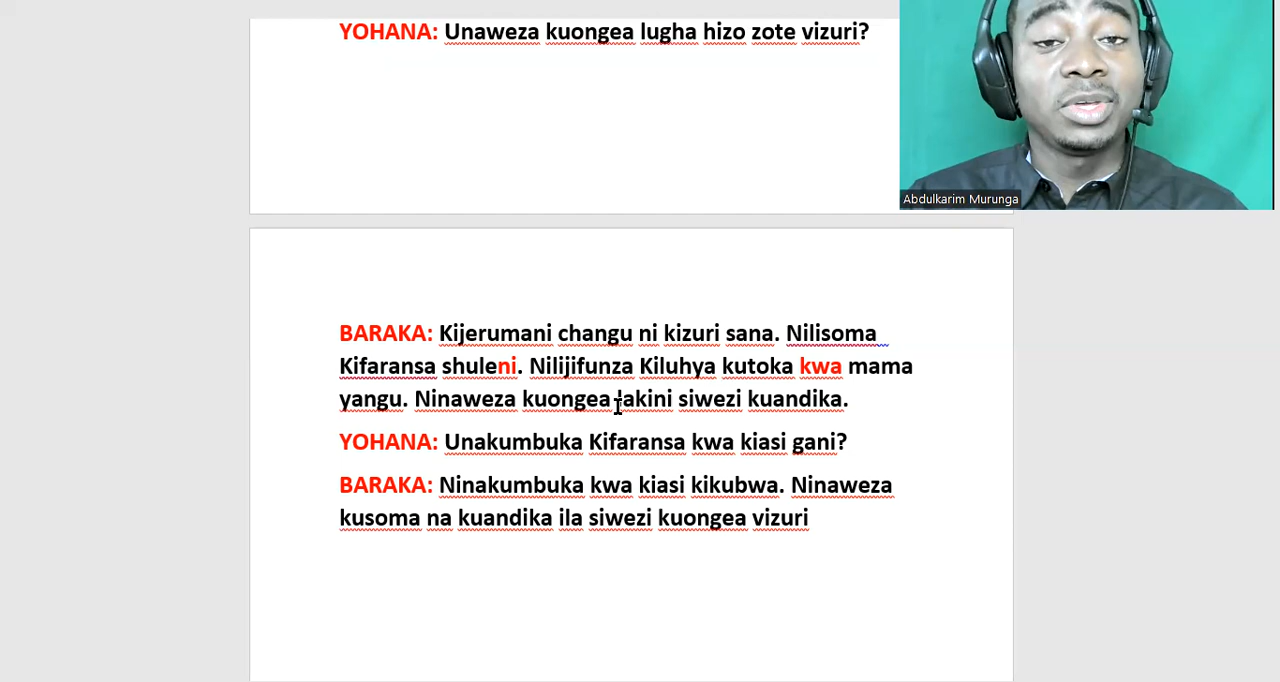 YOHANA: Unaweza kuongea lugha hizo zote vizuri?
Abdulkarim Murunga
BARAKA: Kijerumani changu ni kizuri sana. Nilisoma
Kifaransa shuleni. Nilijifunza Kiluhya kutoka kwa mama
yangu. Ninaweza kuongea lakini siwezi kuandika.
YOHANA: Unakumbuka Kifaransa kwa kiasi gani?
BARAKA: Ninakumbuka kwa kiasi kikubwa. Ninaweza
kusoma na kuandika ila siwezi kuongea vizuri